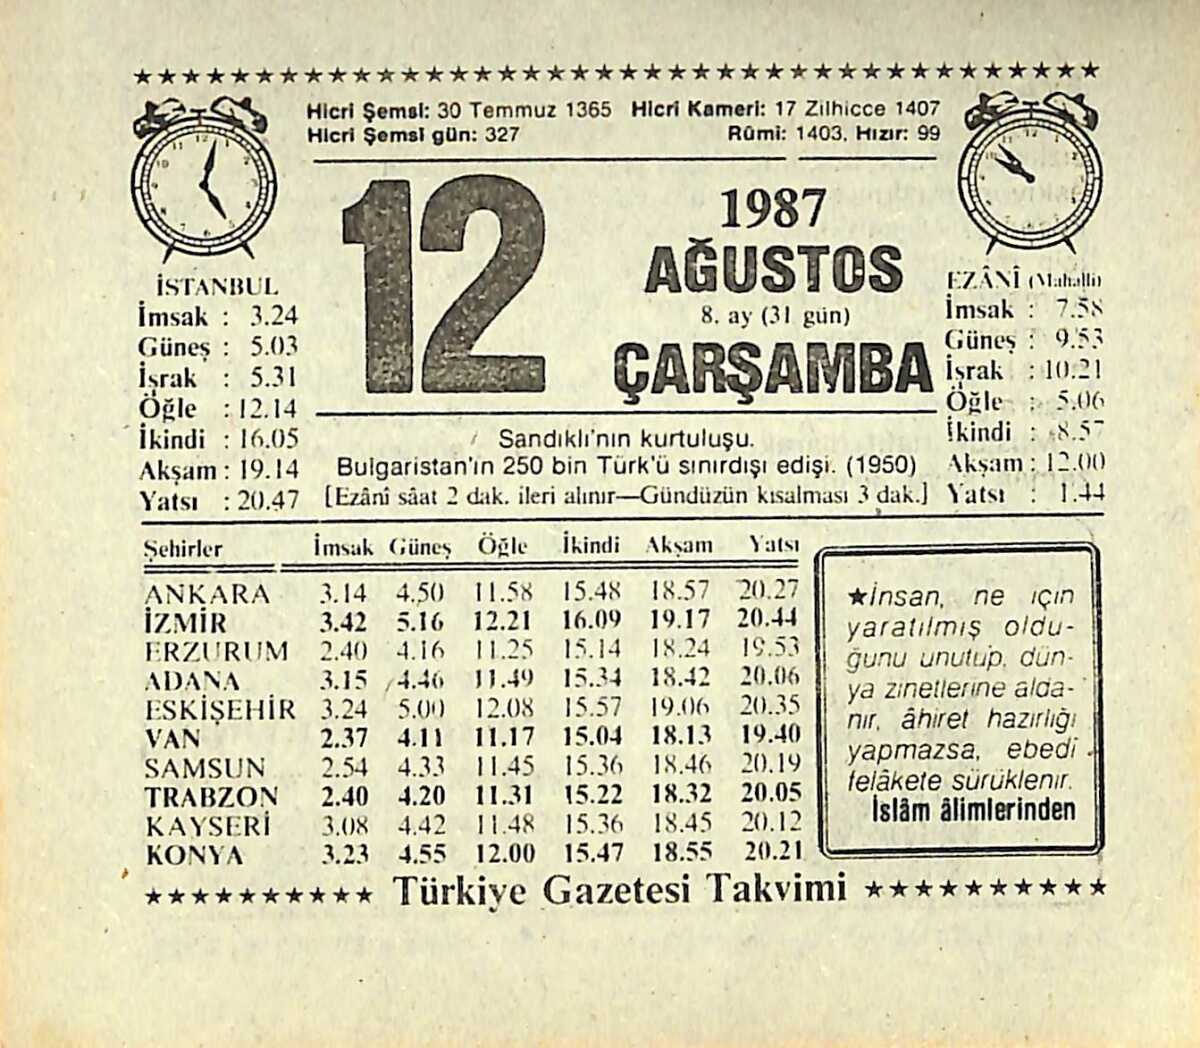 Hicrî Şemsî: 30 Temmuz 1365 Hicrî Kamerî: 17 Zilhicce 1407
Hicrî Şemsî gün: 327 Rûmi: 1403, Hızır: 99
12
1987
AĞUSTOS
8. ay (31 gün)
ÇARŞAMBA
İSTANBUL
İmsak : 3.24
Güneş : 5.03
İşrak : 5.31
Öğle : 12.14
İkindi : 16.05
Akşam : 19.14
Yatsı : 20.47
EZÂNÎ (Mahallî)
İmsak : 7.58
Güneş : 9.53
İşrak : 10.21
Öğle : 5.06
İkindi : 8.57
Akşam : 12.00
Yatsı : 1.44
Sandıklı'nın kurtuluşu.
Bulgaristan'ın 250 bin Türk'ü sınırdışı edişi. (1950)
[Ezânî sâat 2 dak. ileri alınır—Gündüzün kısalması 3 dak.]
Şehirler İmsak Güneş Öğle İkindi Akşam Yatsı
ANKARA 3.14 4.50 11.58 15.48 18.57 20.27
İZMİR 3.42 5.16 12.21 16.09 19.17 20.44
ERZURUM 2.40 4.16 11.25 15.14 18.24 19.53
ADANA 3.15 4.46 11.49 15.34 18.42 20.06
ESKİŞEHİR 3.24 5.00 12.08 15.57 19.06 20.35
VAN 2.37 4.11 11.17 15.04 18.13 19.40
SAMSUN 2.54 4.33 11.45 15.36 18.46 20.19
TRABZON 2.40 4.20 11.31 15.22 18.32 20.05
KAYSERİ 3.08 4.42 11.48 15.36 18.45 20.12
KONYA 3.23 4.55 12.00 15.47 18.55 20.21
★İnsan, ne için
yaratılmış oldu-
ğunu unutup, dün-
ya zinetlerine alda-
nır, âhiret hazırlığı
yapmazsa, ebedî
felâkete sürüklenir.
İslâm âlimlerinden
★★★★★★★★★★ Türkiye Gazetesi Takvimi ★★★★★★★★★★